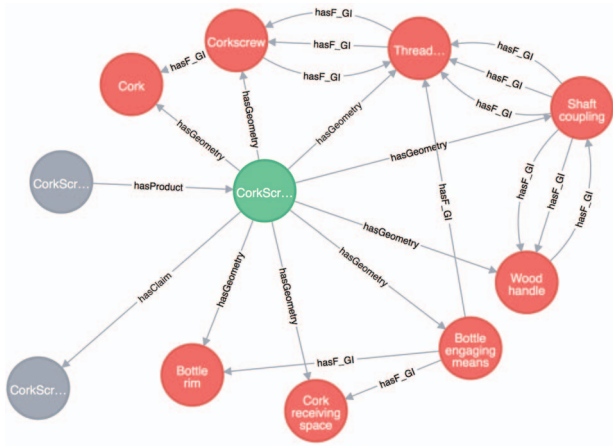 hasF_GI
Corkscrew
hasF_GI
Thread…
hasF_GI
hasF_GI
hasF_GI
hasF_GI
hasF_GI
Cork
Shaft
coupling
hasGeometry
hasGeometry
hasGeometry
hasGeometry
hasF_GI
hasF_GI
hasF_GI
CorkScr…
hasProduct
CorkScr…
hasF_GI
hasGeometry
hasClaim
hasGeometry
hasGeometry
hasGeometry
Wood
handle
CorkScr…
Bottle
rim
hasF_GI
Bottle
engaging
means
hasF_GI
Cork
receiving
space